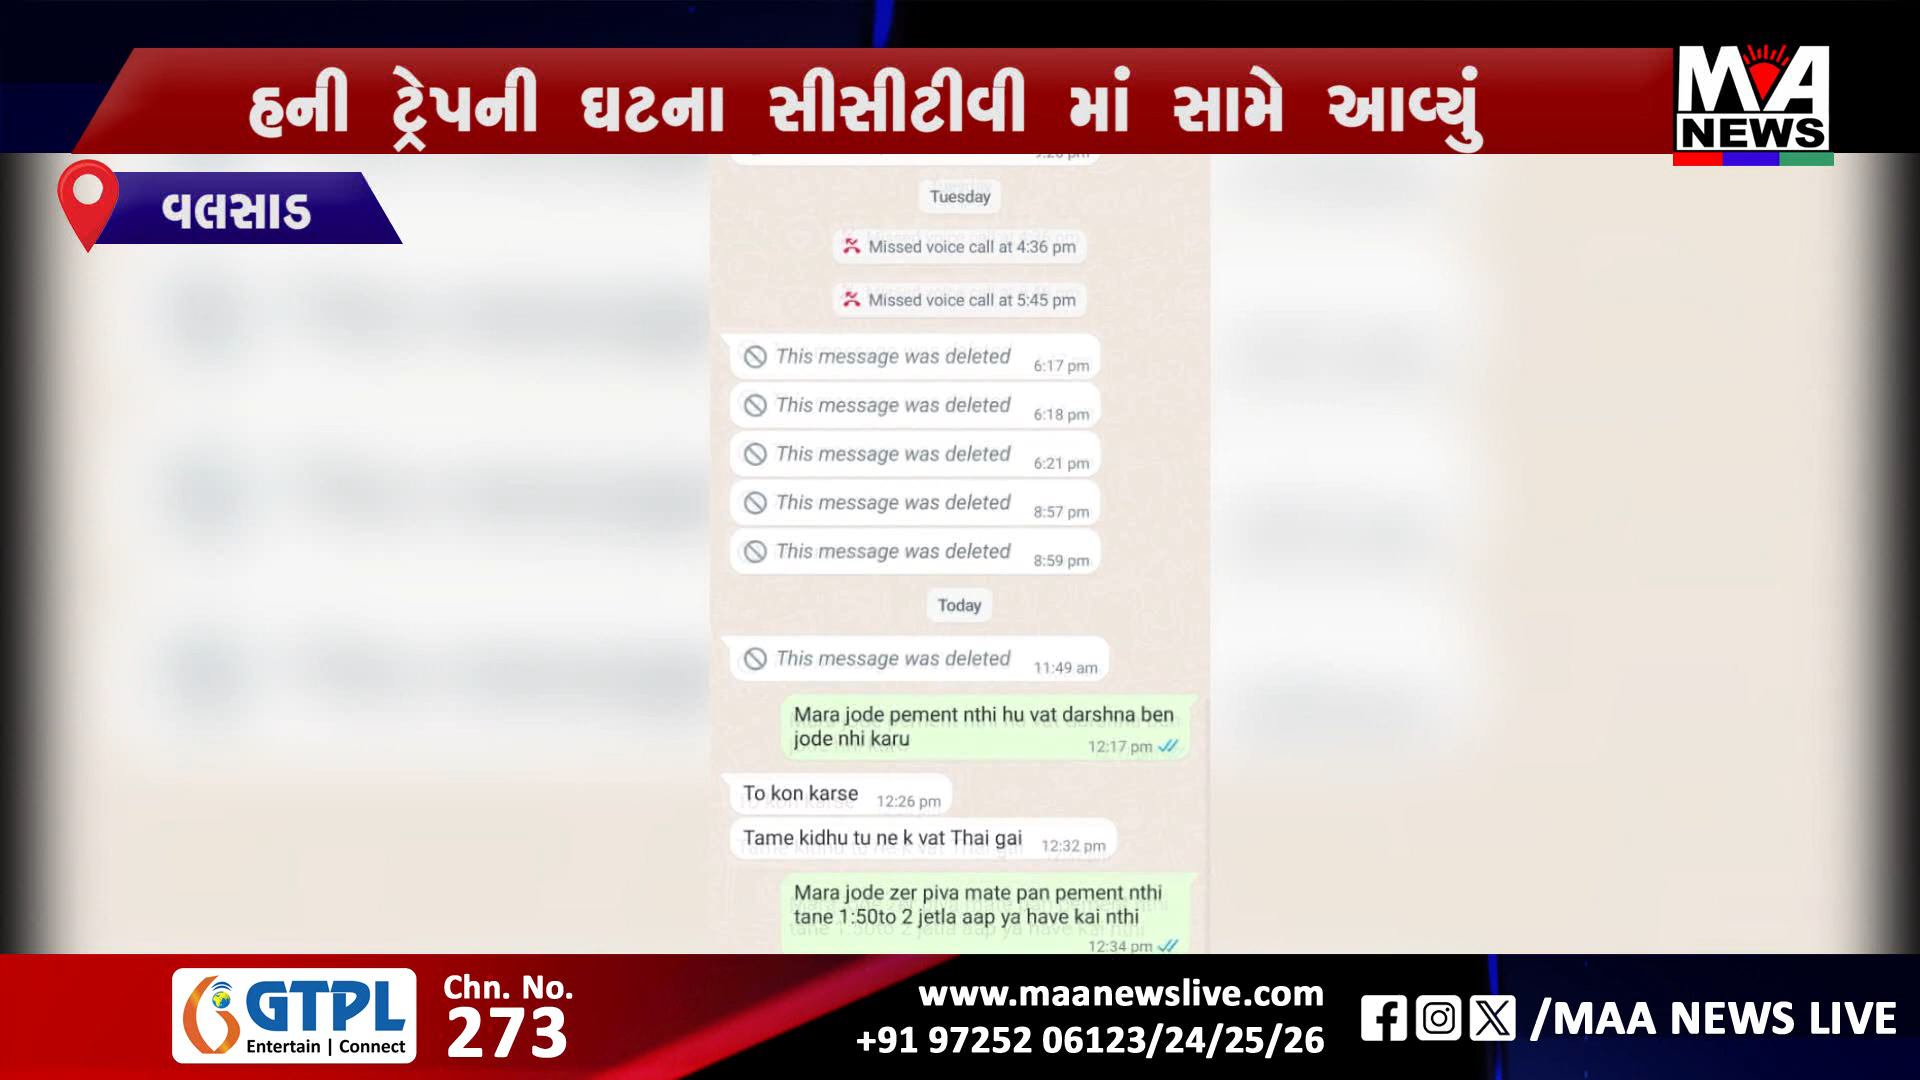 હની ટ્રેપની ઘટના સીસીટીવી માં સામે આવ્યું
MAA
NEWS
વલસાડ
Tuesday
Missed voice call at 4:36 pm
Missed voice call at 5:45 pm
This message was deleted 6:17 pm
This message was deleted 6:18 pm
This message was deleted 6:21 pm
This message was deleted 8:57 pm
This message was deleted 8:59 pm
Today
This message was deleted 11:49 am
Mara jode pement nthi hu vat darshna ben
jode nhi karu 12:17 pm
To kon karse 12:26 pm
Tame kidhu tu ne k vat Thai gai 12:32 pm
Mara jode zer piva mate pan pement nthi
tane 1:50to 2 jetla aap ya have kai nthi
12:34 pm
GTPL
Entertain | Connect
Chn. No.
273
www.maanewslive.com
+91 97252 06123/24/25/26
/MAA NEWS LIVE